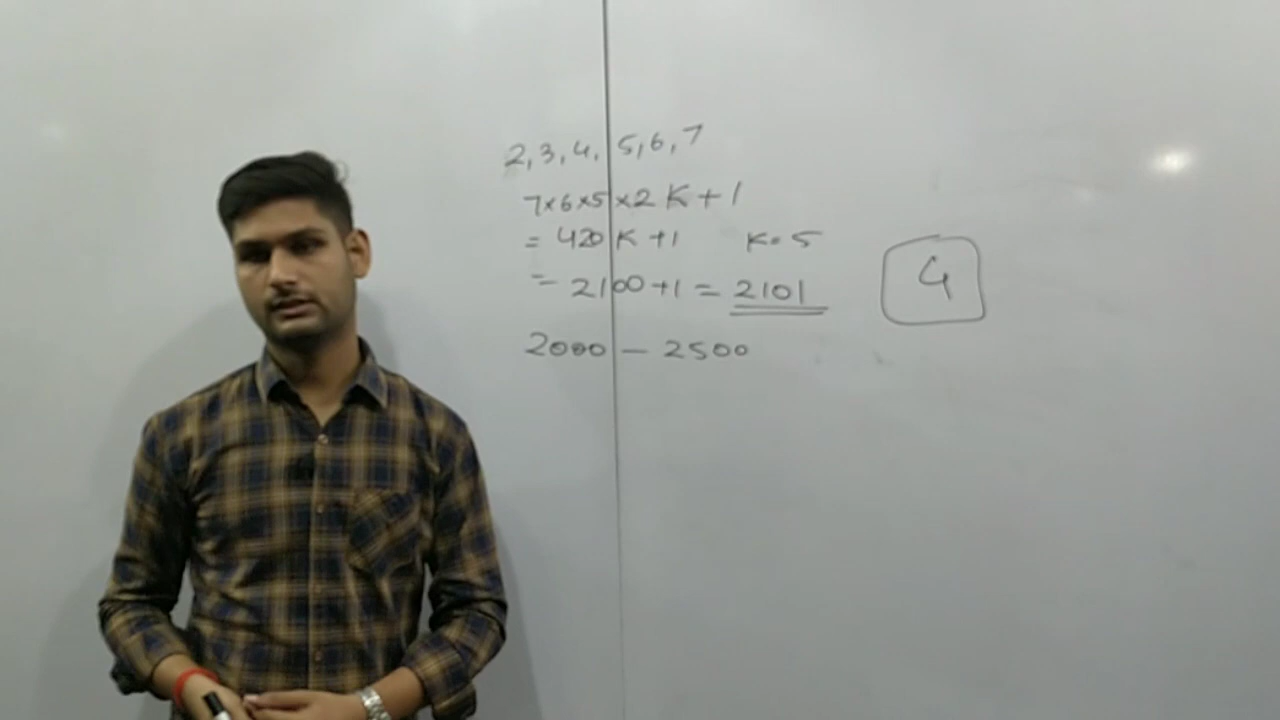 2, 3, 4, 5, 6, 7
7×6×5×2 K + 1
= 420 K + 1 K = 5
= 2100 + 1 = 2101
4
2000 - 2500